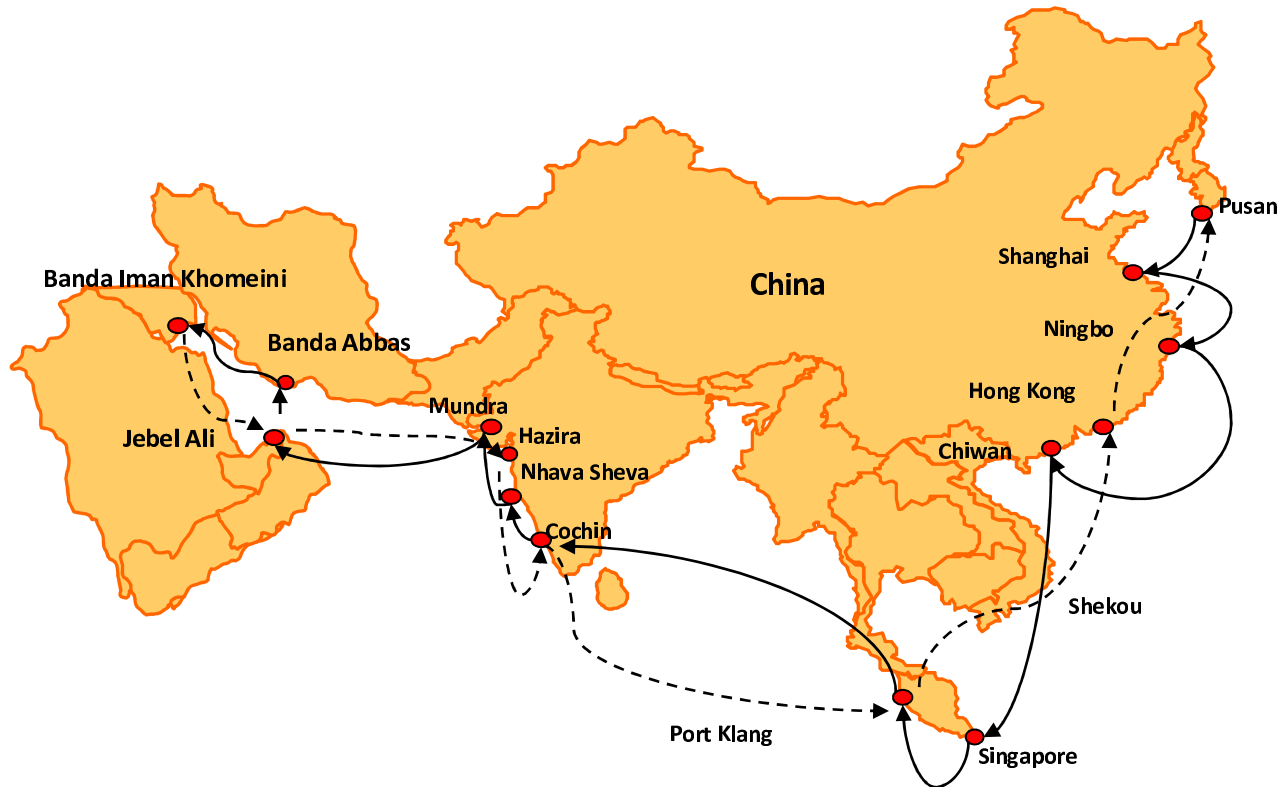 Pusan
Shanghai
Banda Iman Khomeini
China
Ningbo
Banda Abbas
Hong Kong
Mundra
Jebel Ali
Hazira
Chiwan
Nhava Sheva
Cochin
Shekou
Port Klang
Singapore